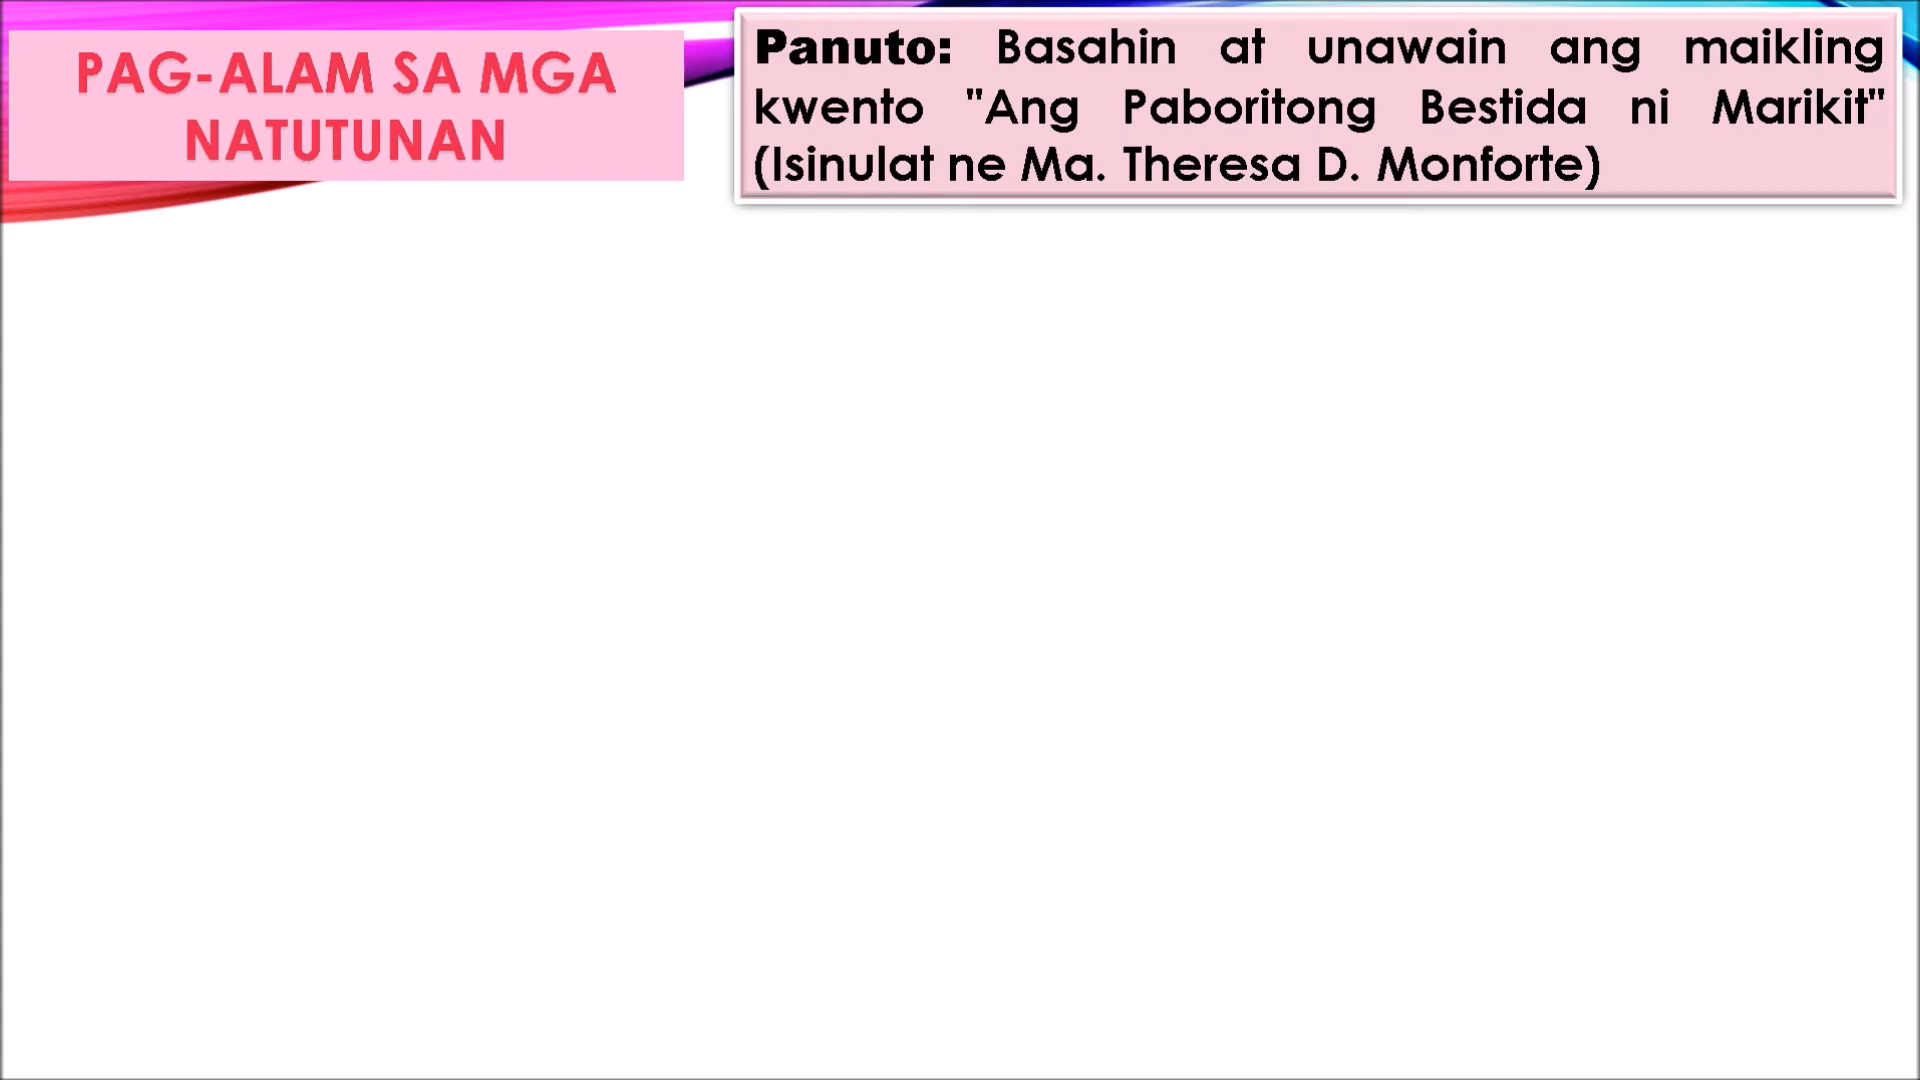 PAG-ALAM SA MGA
NATUTUNAN
Panuto: Basahin at unawain ang maikling
kwento "Ang Paboritong Bestida ni Marikit"
(Isinulat ne Ma. Theresa D. Monforte)